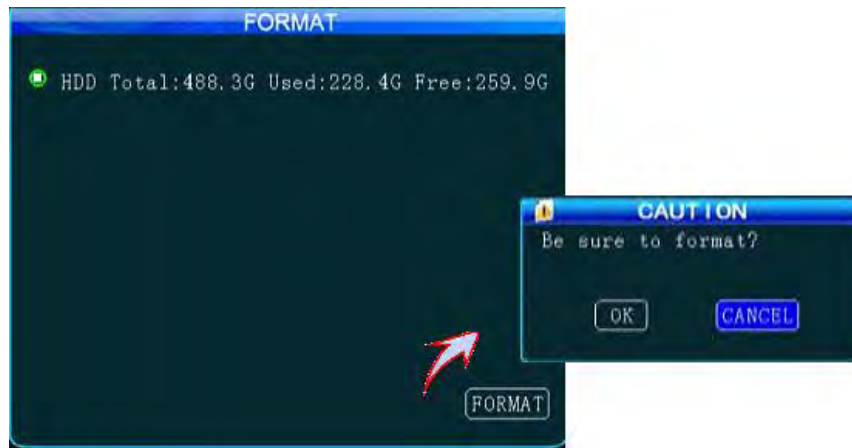 FORMAT
HDD Total:488.3G Used:228.4G Free:259.9G
CAUTION
Be sure to format?
OK CANCEL
FORMAT